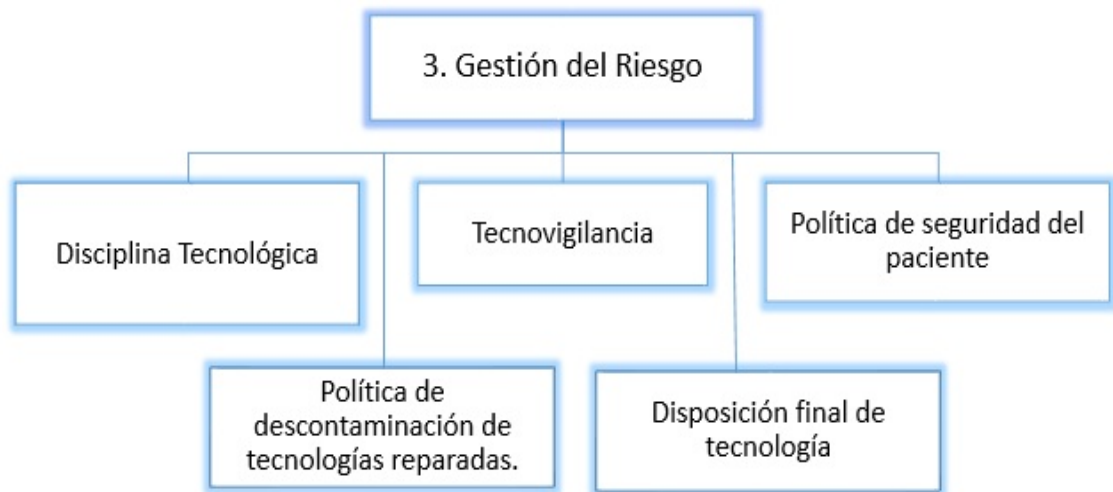 3. Gestión del Riesgo
Disciplina Tecnológica
Tecnovigilancia
Política de seguridad del
paciente
Política de
descontaminación de
tecnologías reparadas.
Disposición final de
tecnología